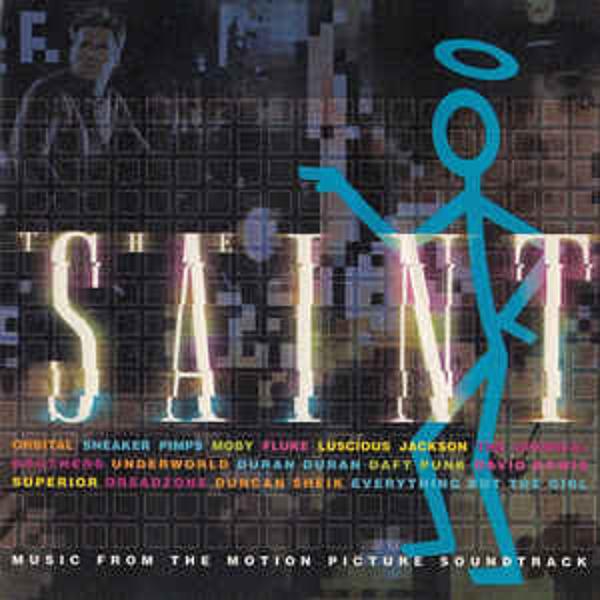 F.
THE
SAINT
ORBITAL SNEAKER PIMPS MOBY FLUKE LUSCIOUS JACKSON THE CHEMICAL
BROTHERS UNDERWORLD DURAN DURAN DAFT PUNK DAVID BOWIE
SUPERIOR DREADZONE DUNCAN SHEIK EVERYTHING BUT THE GIRL
MUSIC FROM THE MOTION PICTURE SOUNDTRACK